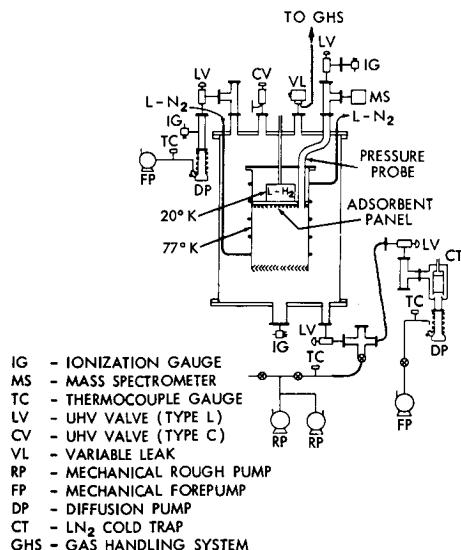 TO GHS
LV
IG
LV
CV
VL
MS
L-N₂
L-N₂
IG
TC
PRESSURE
PROBE
FP
DP
L-H₂
20°K
ADSORBENT
PANEL
77°K
LV
CT
TC
LV
IG
TC
DP
RP
RP
FP
IG - IONIZATION GAUGE
MS - MASS SPECTROMETER
TC - THERMOCOUPLE GAUGE
LV - UHV VALVE (TYPE L)
CV - UHV VALVE (TYPE C)
VL - VARIABLE LEAK
RP - MECHANICAL ROUGH PUMP
FP - MECHANICAL FOREPUMP
DP - DIFFUSION PUMP
CT - LN₂ COLD TRAP
GHS - GAS HANDLING SYSTEM